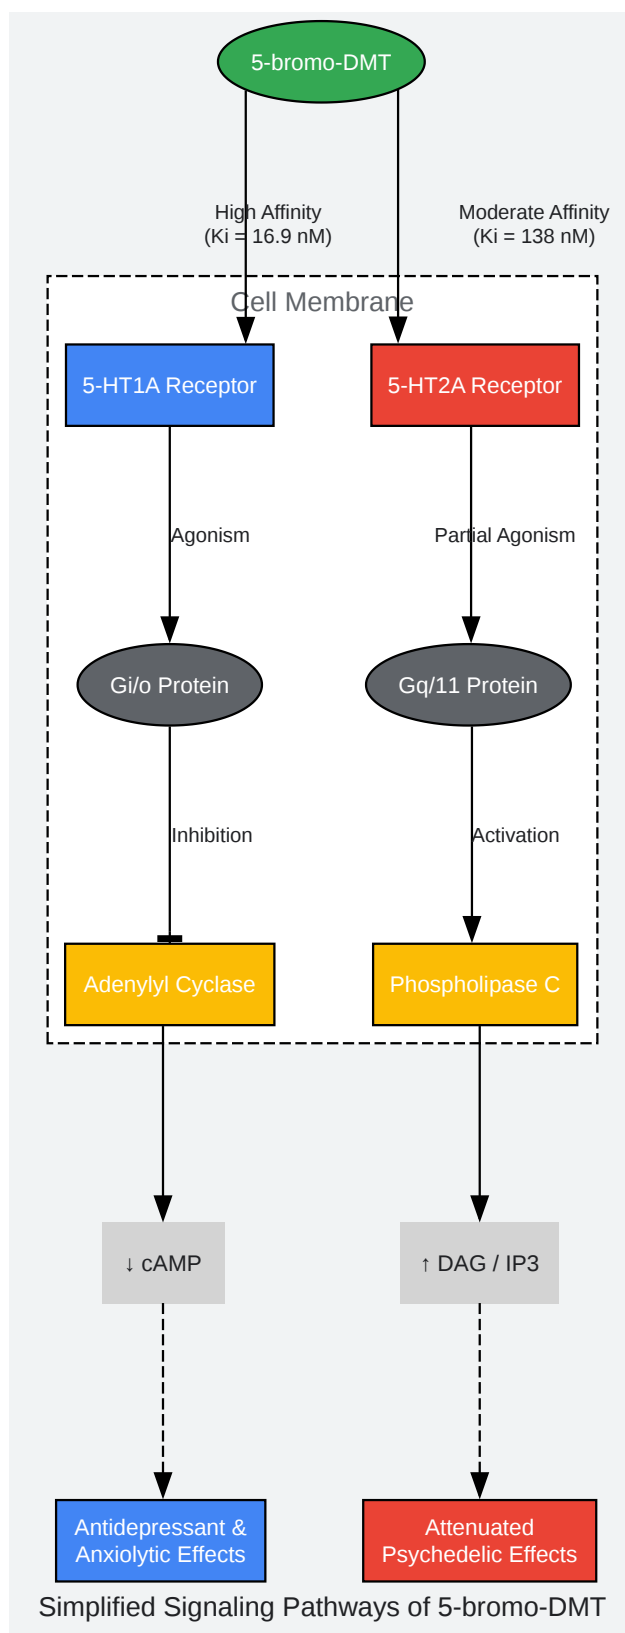 5-bromo-DMT
High Affinity
(Ki = 16.9 nM)
Moderate Affinity
(Ki = 138 nM)
Cell Membrane
5-HT1A Receptor
5-HT2A Receptor
Agonism
Partial Agonism
Gi/o Protein
Gq/11 Protein
Inhibition
Activation
Adenylyl Cyclase
Phospholipase C
↓ cAMP
↑ DAG / IP3
Antidepressant &
Anxiolytic Effects
Attenuated
Psychedelic Effects
Simplified Signaling Pathways of 5-bromo-DMT